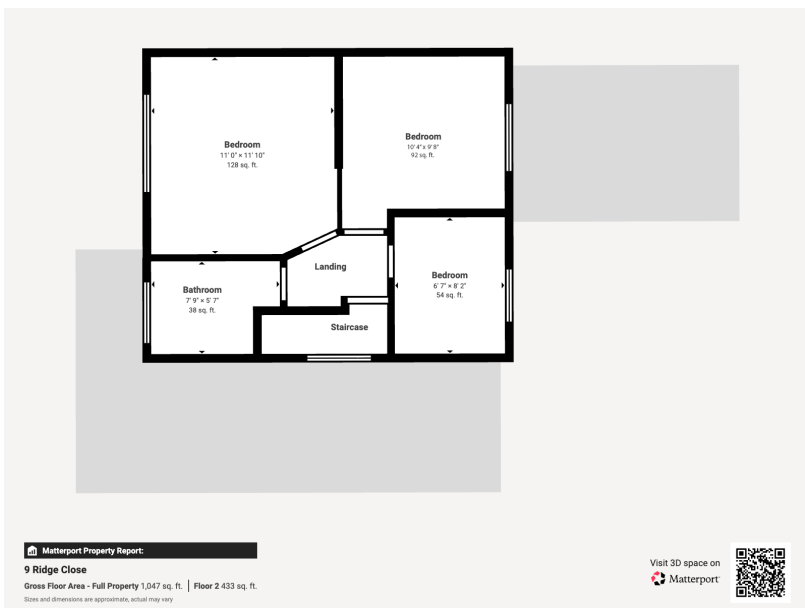 Bedroom
11' 0" × 11' 10"
128 sq. ft.
Bedroom
10' 4" x 9' 8"
92 sq. ft.
Landing
Bedroom
6' 7" × 8' 2"
54 sq. ft.
Bathroom
7' 9" × 5' 7"
38 sq. ft.
Staircase
Matterport Property Report:
9 Ridge Close
Gross Floor Area - Full Property 1,047 sq. ft. | Floor 2 433 sq. ft.
Sizes and dimensions are approximate, actual may vary
Visit 3D space on
Matterport